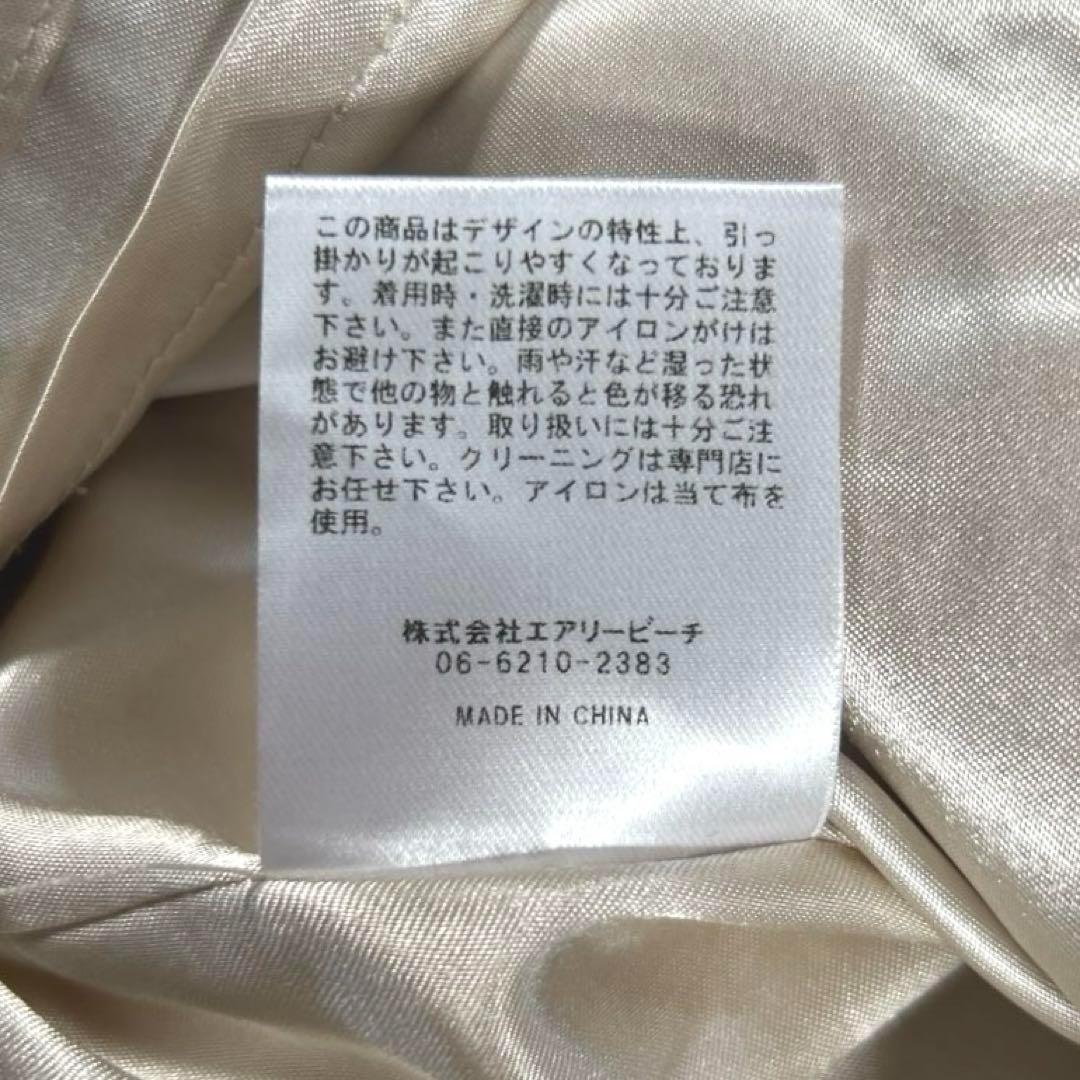 この商品はデザインの特性上、引っ
掛かりが起こりやすくなっておりま
す。着用時・洗濯時には十分ご注意
下さい。また直接のアイロンがけは
お避け下さい。雨や汗など湿った状
態で他の物と触れると色が移る恐れ
があります。取り扱いには十分ご注
意下さい。クリーニングは専門店に
お任せ下さい。アイロンは当て布を
使用。
株式会社エアリービーチ
06-6210-2383
MADE IN CHINA